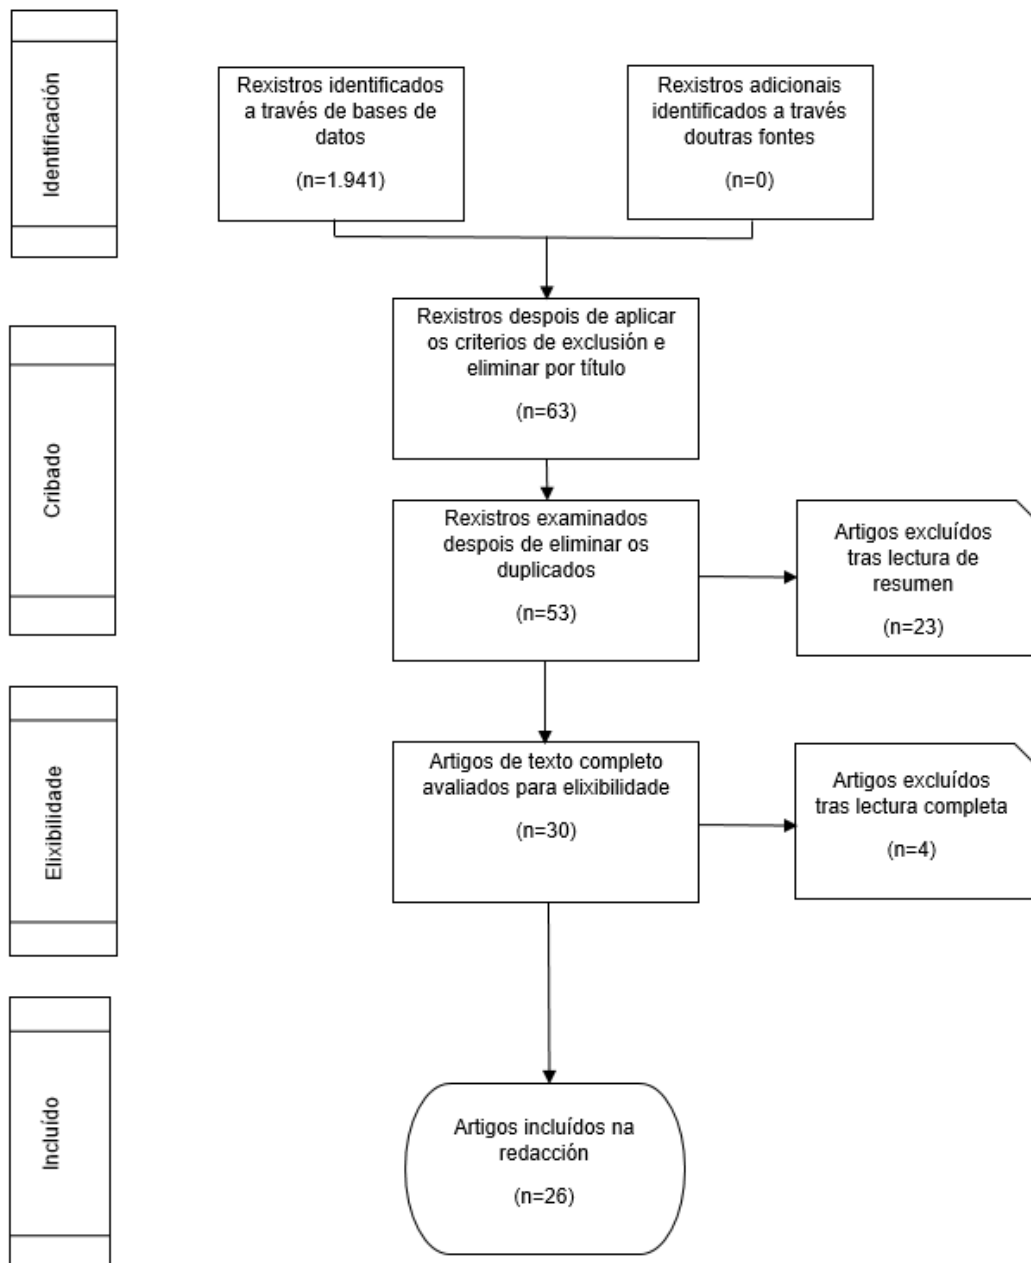 Identificación
Rexistros identificados
a través de bases de
datos
(n=1.941)
Rexistros adicionais
identificados a través
doutras fontes
(n=0)
Cribado
Rexistros despois de aplicar
os criterios de exclusión e
eliminar por título
(n=63)
Rexistros examinados
despois de eliminar os
duplicados
(n=53)
Artigos excluídos
tras lectura de
resumen
(n=23)
Elixibilidade
Artigos de texto completo
avaliados para elixibilidade
(n=30)
Artigos excluídos
tras lectura completa
(n=4)
Incluído
Artigos incluídos na
redacción
(n=26)